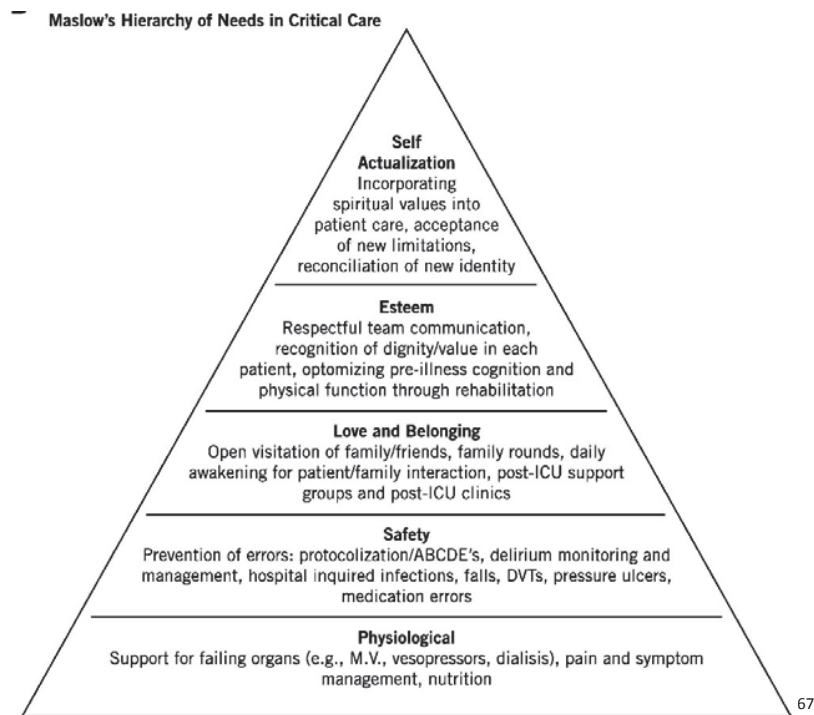 Maslow's Hierarchy of Needs in Critical Care
Self
Actualization
Incorporating
spiritual values into
patient care, acceptance
of new limitations,
reconciliation of new identity
Esteem
Respectful team communication,
recognition of dignity/value in each
patient, optomizing pre-illness cognition and
physical function through rehabilitation
Love and Belonging
Open visitation of family/friends, family rounds, daily
awakening for patient/family interaction, post-ICU support
groups and post-ICU clinics
Safety
Prevention of errors: protocolization/ABCDE's, delirium monitoring and
management, hospital inquired infections, falls, DVTs, pressure ulcers,
medication errors
Physiological
Support for failing organs (e.g., M.V., vesopressors, dialisis), pain and symptom
management, nutrition
67